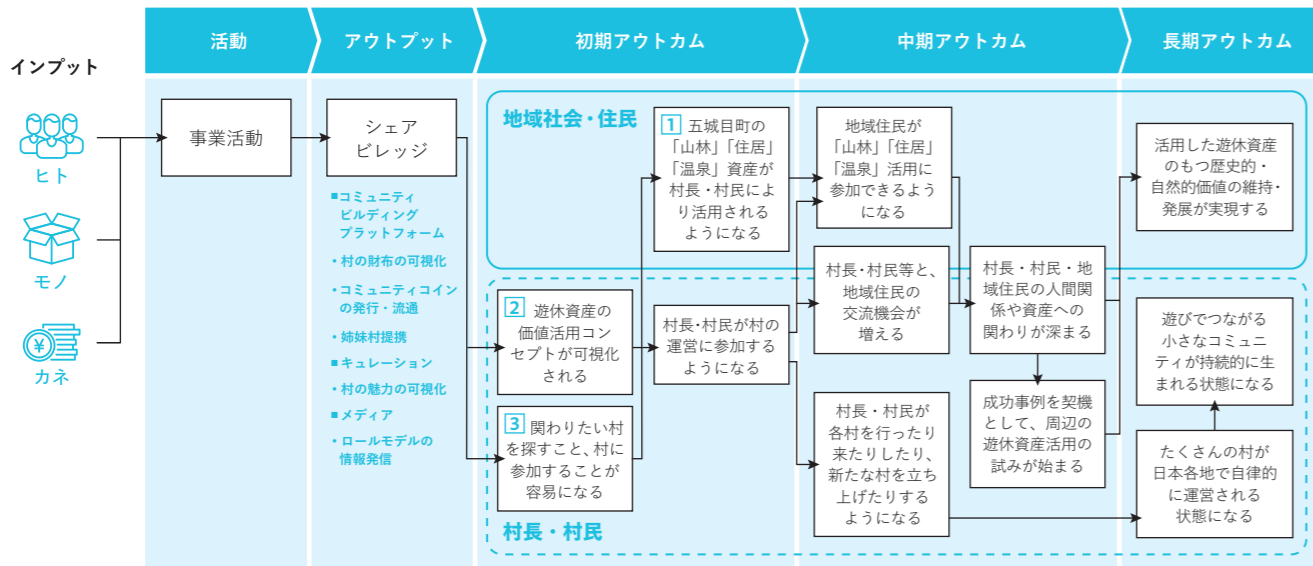 活動
アウトプット
初期アウトカム
中期アウトカム
長期アウトカム
インプット
ヒト
モノ
¥
カネ
事業活動
シェア
ビレッジ
■コミュニティ
ビルディング
プラットフォーム
・村の財布の可視化
・コミュニティコイン
の発行・流通
・姉妹村提携
■キュレーション
・村の魅力の可視化
■メディア
・ロールモデルの
情報発信
地域社会・住民
1 五城目町の
「山林」「住居」
「温泉」資産が
村長・村民によ
り活用される
ようになる
2 遊休資産の
価値活用コン
セプトが可視化
される
3 関わりたい村
を探すこと、村に
参加することが
容易になる
村長・村民が村の
運営に参加する
ようになる
地域住民が
「山林」「住居」
「温泉」活用に
参加できるよう
になる
村長・村民等と、
地域住民の
交流機会が
増える
村長・村民が
各村を行ったり
来たりしたり、
新たな村を立ち
上げたりする
ようになる
村長・村民・地
域住民の人間関
係や資産への
関わりが深まる
成功事例を契機
として、周辺の
遊休資産活用の
試みが始まる
活用した遊休資産
のもつ歴史的・
自然的価値の維持・
発展が実現する
遊びでつながる
小さなコミュニ
ティが持続的に生
まれる状態になる
たくさんの村が
日本各地で自律的
に運営される
状態になる
村長・村民